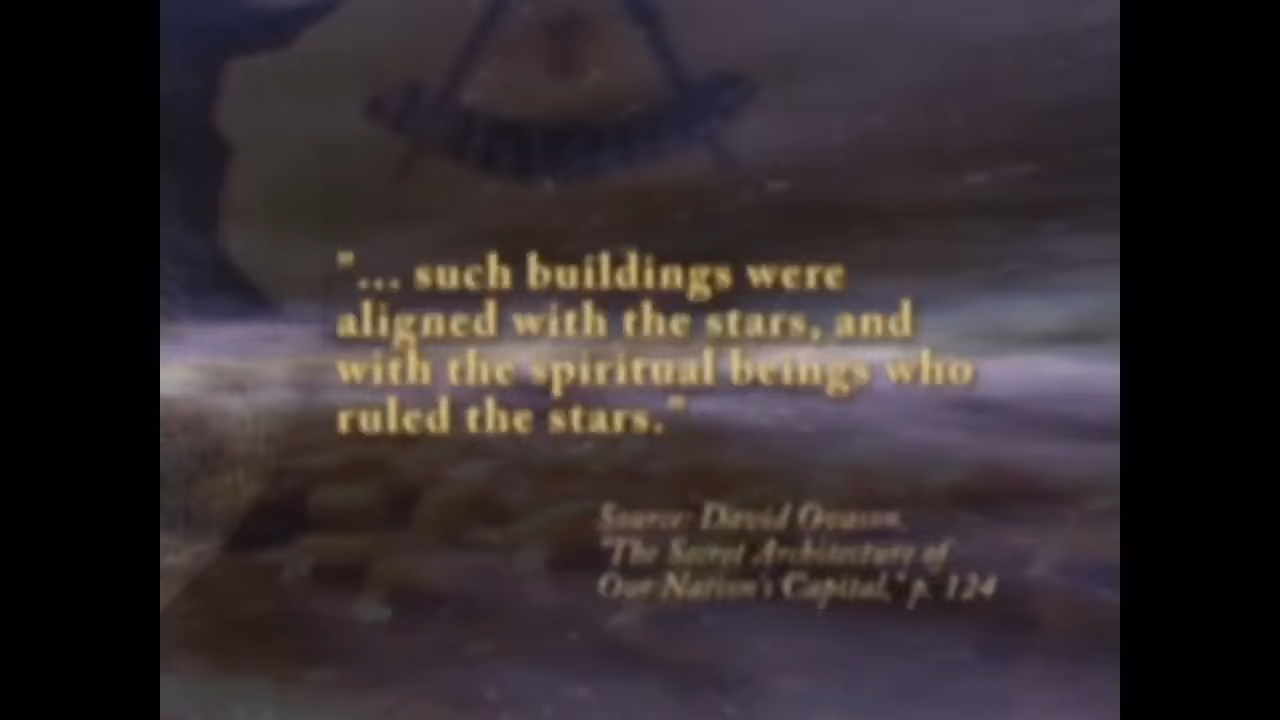 "... such buildings were
aligned with the stars, and
with the spiritual beings who
ruled the stars."
Source: David Ovason,
"The Secret Architecture of
Our Nation's Capital," p. 124